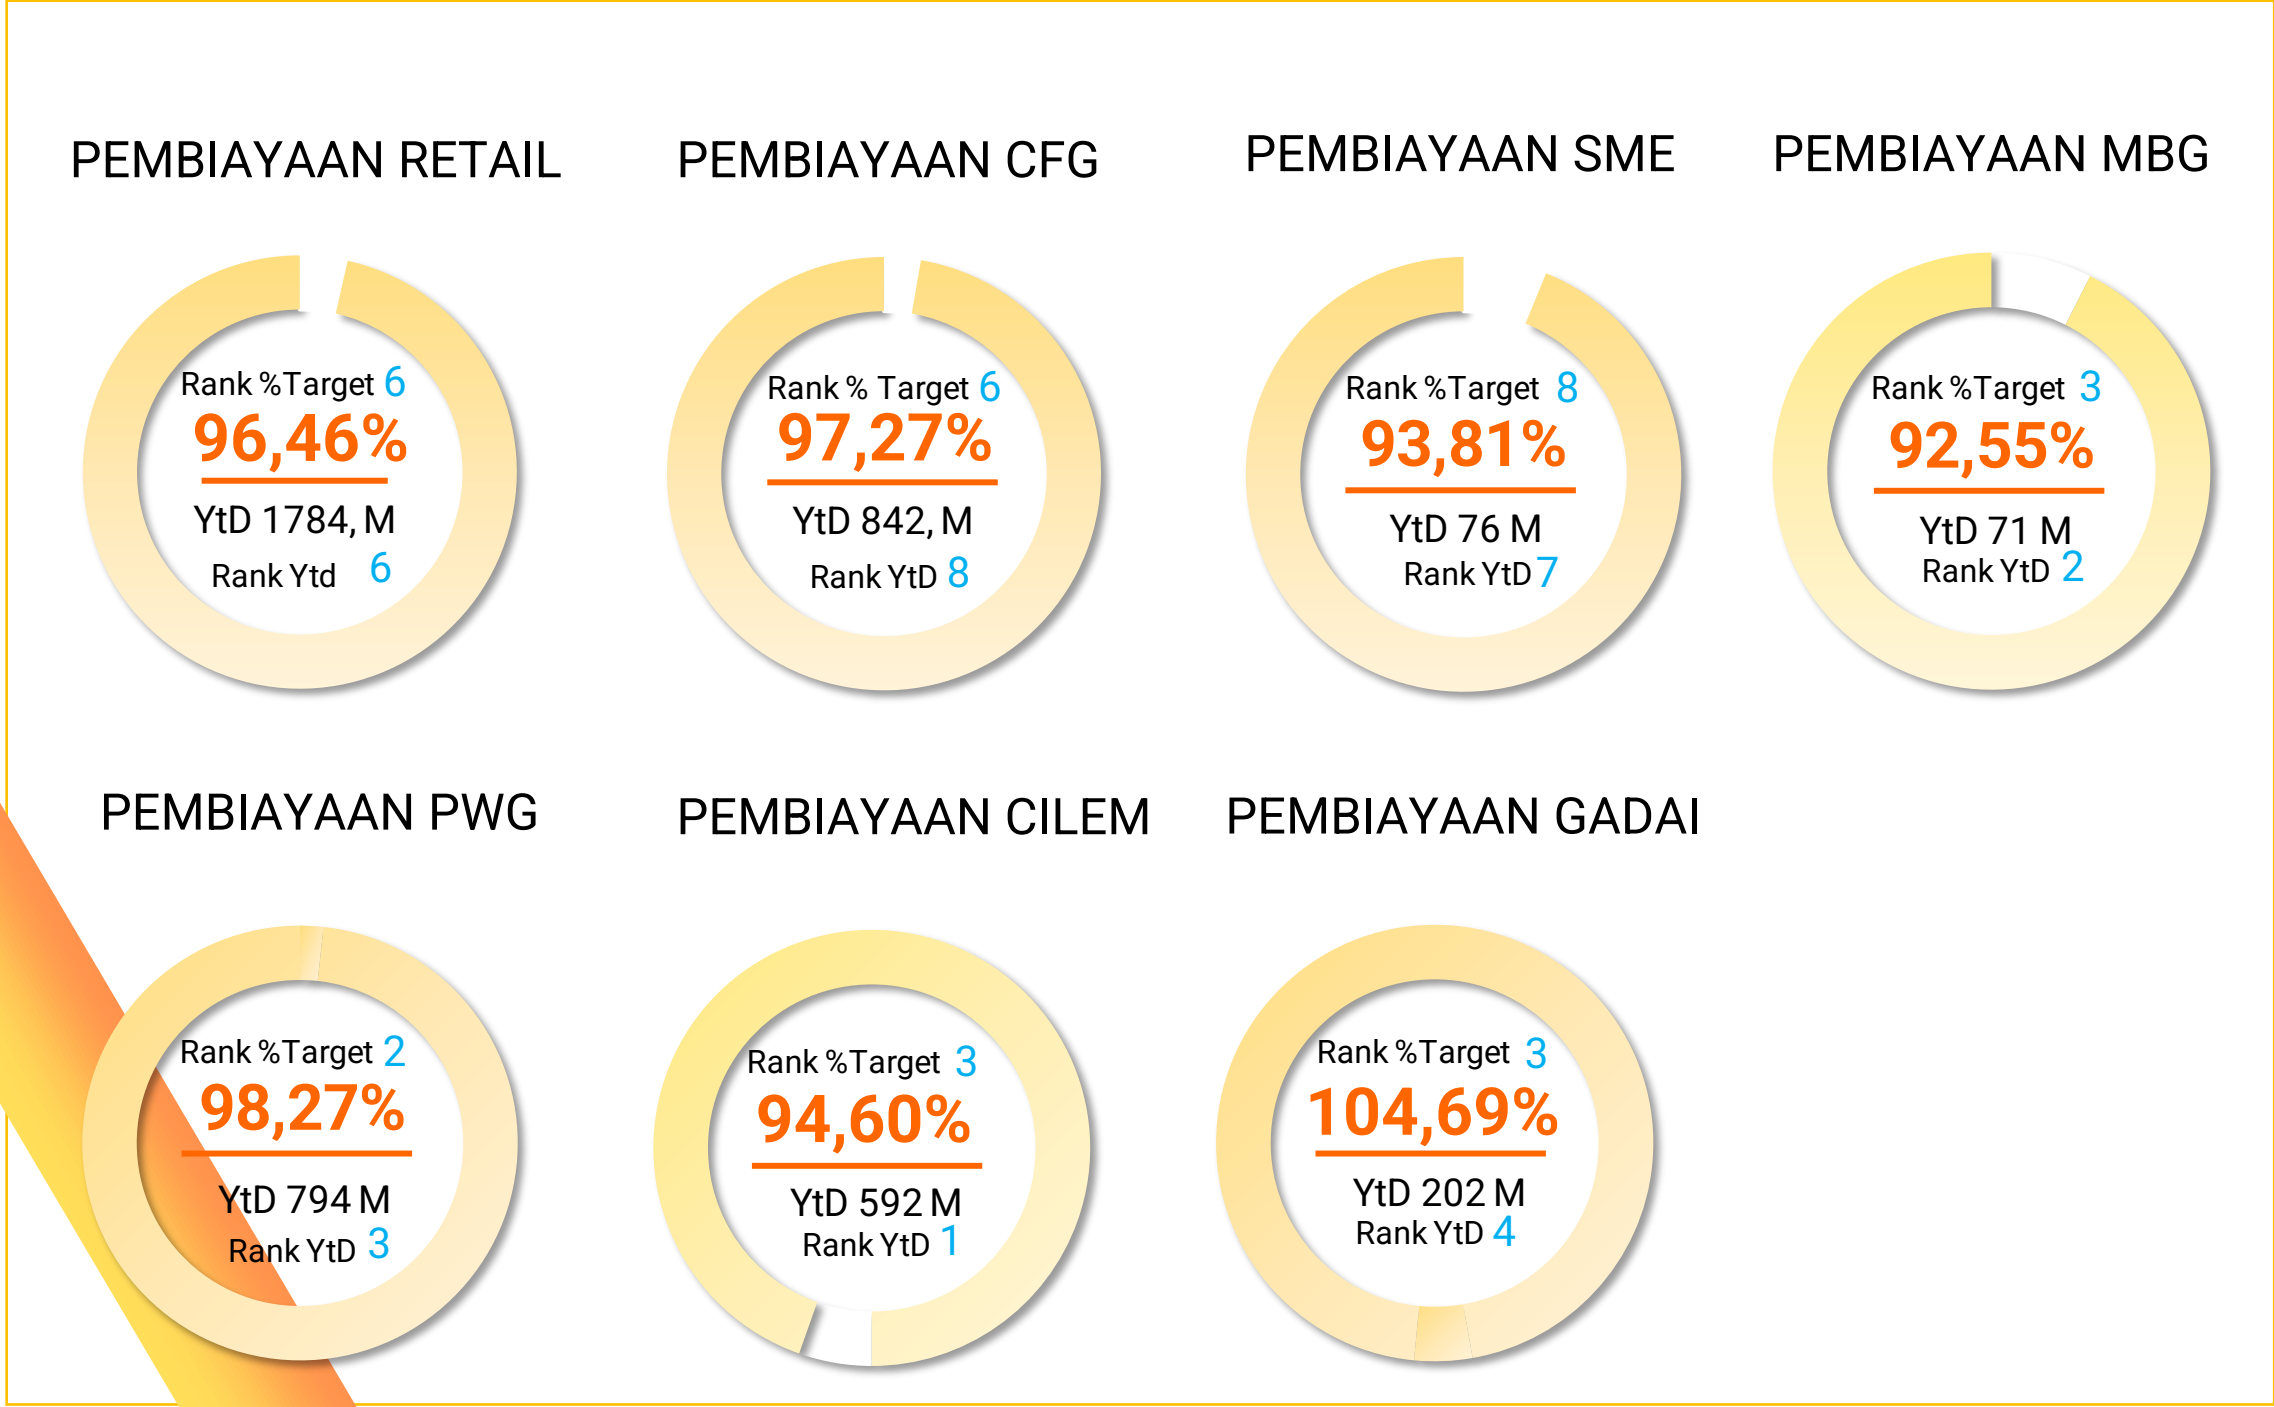 PEMBIAYAAN RETAIL
Rank %Target 6
96,46%
YtD 1784, M
Rank Ytd 6
PEMBIAYAAN CFG
Rank % Target 6
97,27%
YtD 842, M
Rank YtD 8
PEMBIAYAAN SME
Rank %Target 8
93,81%
YtD 76 M
Rank YtD 7
PEMBIAYAAN MBG
Rank %Target 3
92,55%
YtD 71 M
Rank YtD 2
PEMBIAYAAN PWG
Rank %Target 2
98,27%
YtD 794 M
Rank YtD 3
PEMBIAYAAN CILEM
Rank %Target 3
94,60%
YtD 592 M
Rank YtD 1
PEMBIAYAAN GADAI
Rank %Target 3
104,69%
YtD 202 M
Rank YtD 4